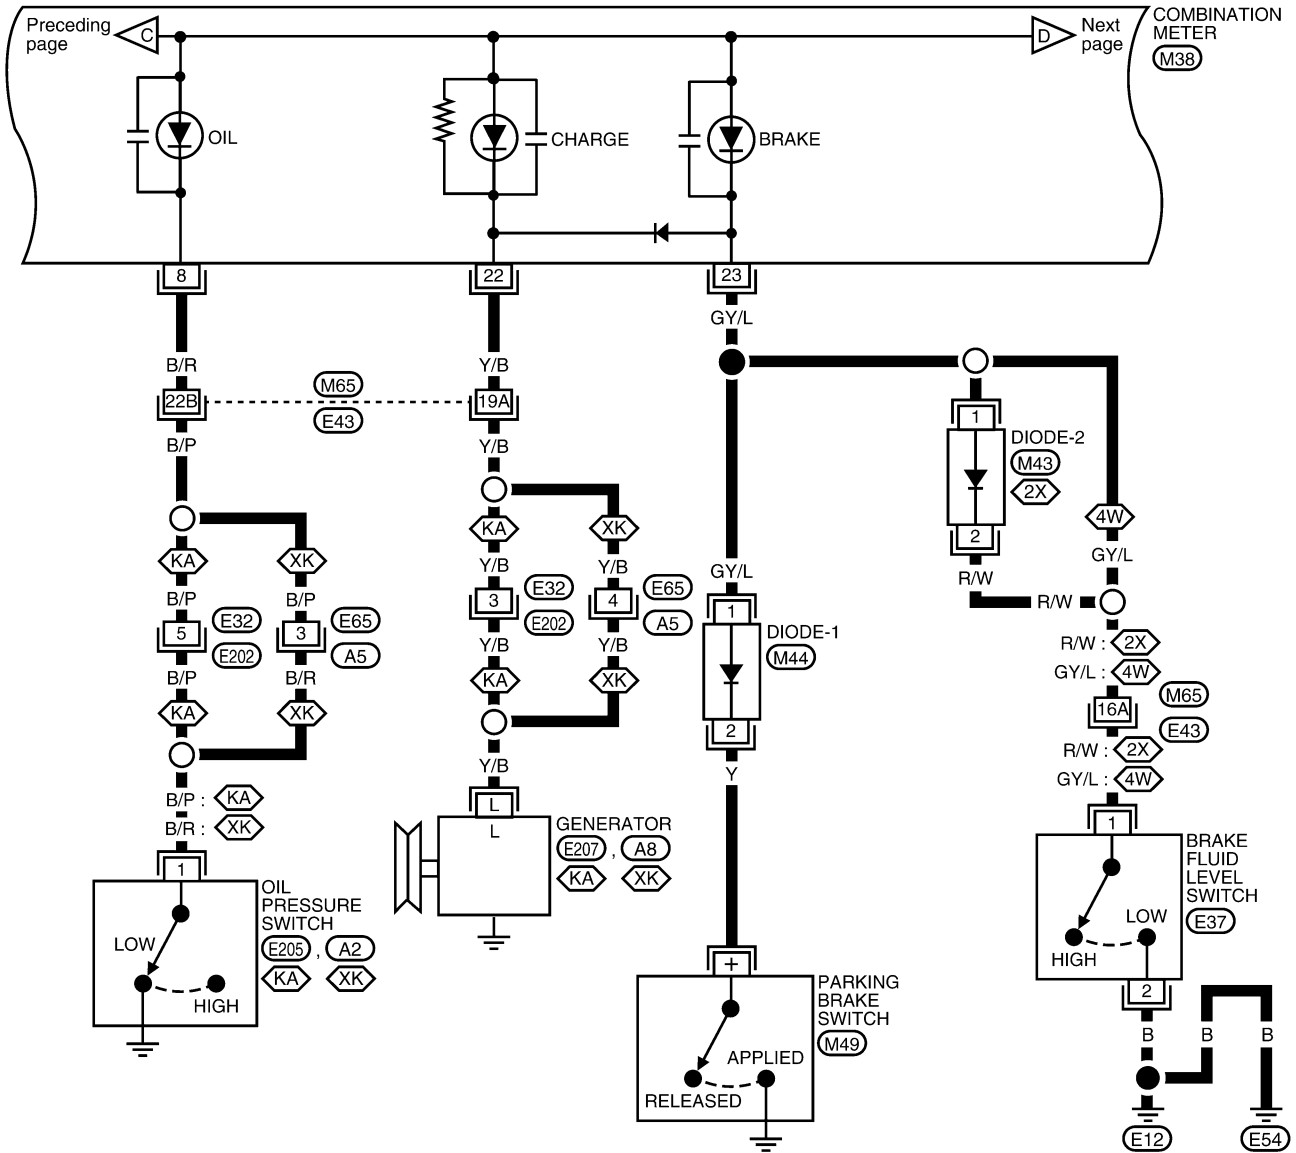 Preceding
page
C
D
Next
page
COMBINATION
METER
M38
OIL
CHARGE
BRAKE
8
22
23
GY/L
B/R
Y/B
22B
M65
E43
19A
B/P
Y/B
1
DIODE-2
M43
2X
2
4W
GY/L
KA
XK
KA
XK
R/W
R/W
B/P
B/P
Y/B
Y/B
GY/L
5
E32
E202
3
E65
A5
3
E32
E202
4
E65
A5
1
DIODE-1
M44
2
B/P
B/R
Y/B
Y/B
KA
XK
KA
XK
R/W : 2X
GY/L : 4W
16A
M65
E43
R/W : 2X
GY/L : 4W
Y/B
Y
B/P : KA
B/R : XK
L
L
GENERATOR
E207 , A8
KA XK
1
BRAKE
FLUID
LEVEL
SWITCH
E37
LOW
HIGH
2
1
OIL
PRESSURE
SWITCH
E205 , A2
KA XK
LOW
HIGH
+
PARKING
BRAKE
SWITCH
M49
APPLIED
RELEASED
B
B
B
E12
E54